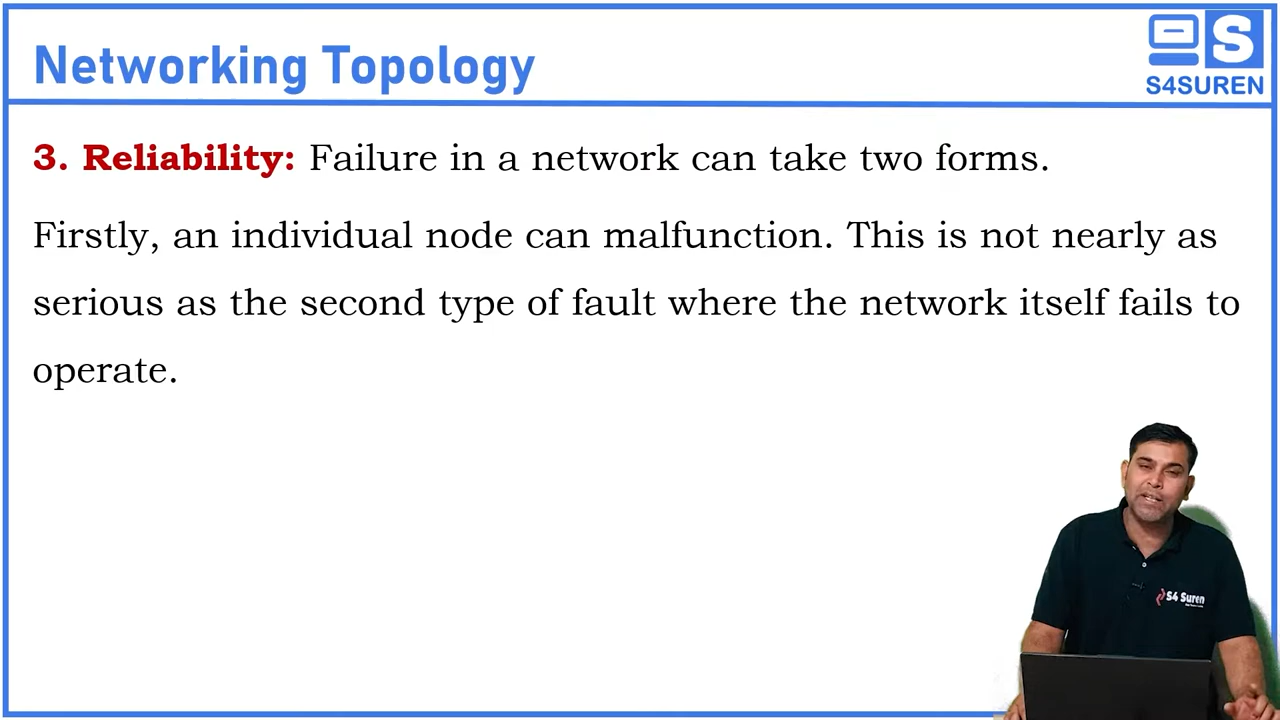 Networking Topology
S
S4SUREN
3. Reliability: Failure in a network can take two forms.
Firstly, an individual node can malfunction. This is not nearly as
serious as the second type of fault where the network itself fails to
operate.
S4 Suren